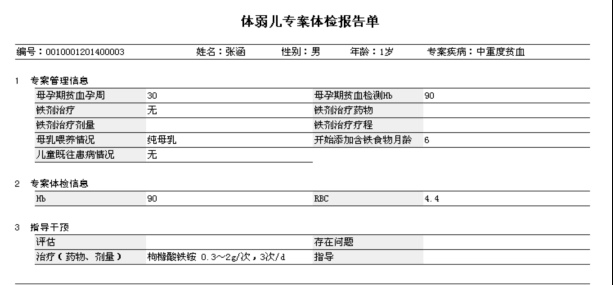 体弱儿专案体检报告单
编号：0010001201400003 姓名：张涵 性别：男 年龄：1岁 专案疾病：中重度贫血
1 专案管理信息
母孕期贫血孕周 30 母孕期贫血检测Hb 90
铁剂治疗 无 铁剂治疗药物
铁剂治疗剂量 铁剂治疗疗程
母乳喂养情况 纯母乳 开始添加含铁食物月龄 6
儿童既往患病情况 无
2 专案体检信息
Hb 90 RBC 4.4
3 指导干预
评估 存在问题
治疗（药物、剂量） 枸橼酸铁铵 0.3～2g/次，3次/d 指导